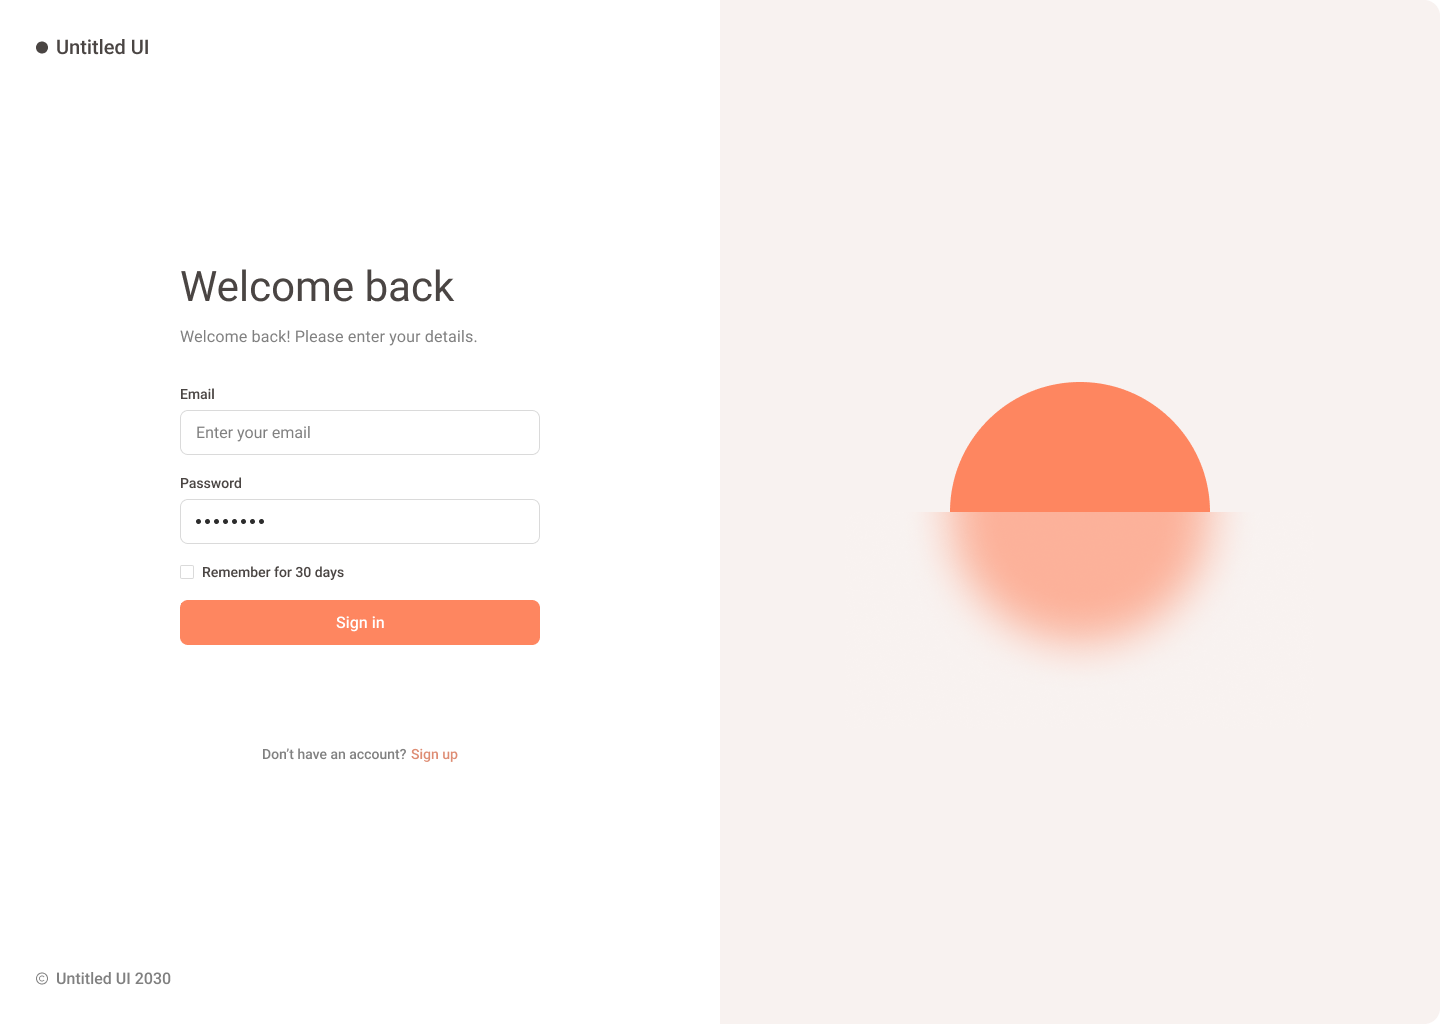 Untitled UI
Welcome back
Welcome back! Please enter your details.
Email
Enter your email
Password
••••••••
Remember for 30 days
Sign in
Don't have an account? Sign up
© Untitled UI 2030